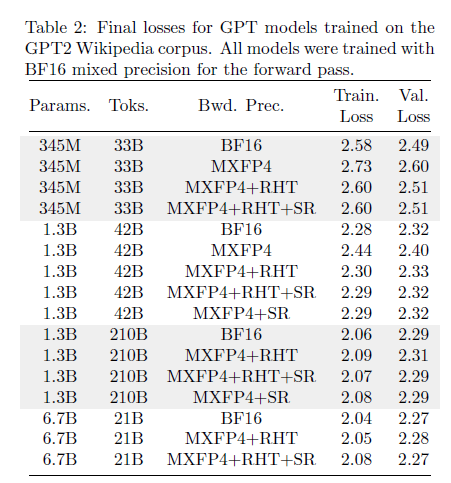 Table 2: Final losses for GPT models trained on the
GPT2 Wikipedia corpus. All models were trained with
BF16 mixed precision for the forward pass.
Params. Toks. Bwd. Prec. Train. Loss Val. Loss
345M 33B BF16 2.58 2.49
345M 33B MXFP4 2.73 2.60
345M 33B MXFP4+RHT 2.60 2.51
345M 33B MXFP4+RHT+SR 2.60 2.51
1.3B 42B BF16 2.28 2.32
1.3B 42B MXFP4 2.44 2.40
1.3B 42B MXFP4+RHT 2.30 2.33
1.3B 42B MXFP4+RHT+SR 2.29 2.32
1.3B 42B MXFP4+SR 2.29 2.32
1.3B 210B BF16 2.06 2.29
1.3B 210B MXFP4+RHT 2.09 2.31
1.3B 210B MXFP4+RHT+SR 2.07 2.29
1.3B 210B MXFP4+SR 2.08 2.29
6.7B 21B BF16 2.04 2.27
6.7B 21B MXFP4+RHT 2.05 2.28
6.7B 21B MXFP4+RHT+SR 2.08 2.27